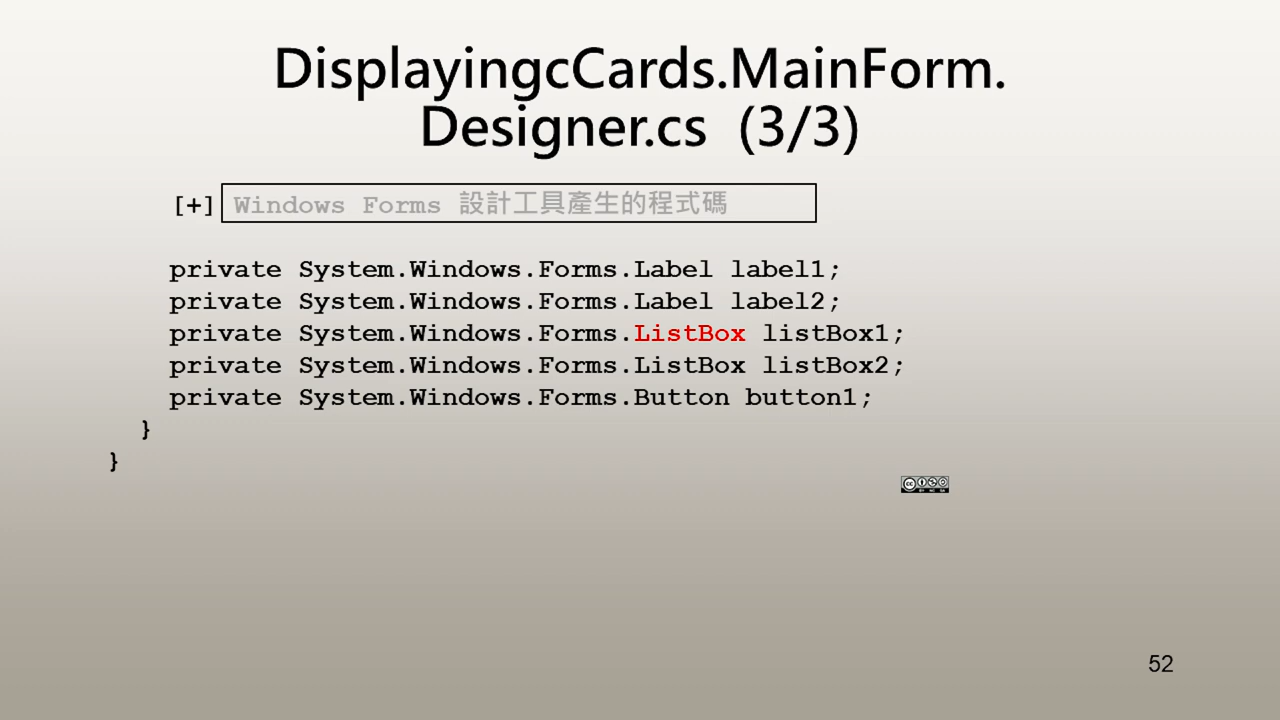 DisplayingcCards.MainForm.
Designer.cs (3/3)
[+] Windows Forms 設計工具產生的程式碼
private System.Windows.Forms.Label label1;
private System.Windows.Forms.Label label2;
private System.Windows.Forms.ListBox listBox1;
private System.Windows.Forms.ListBox listBox2;
private System.Windows.Forms.Button button1;
}
}
52